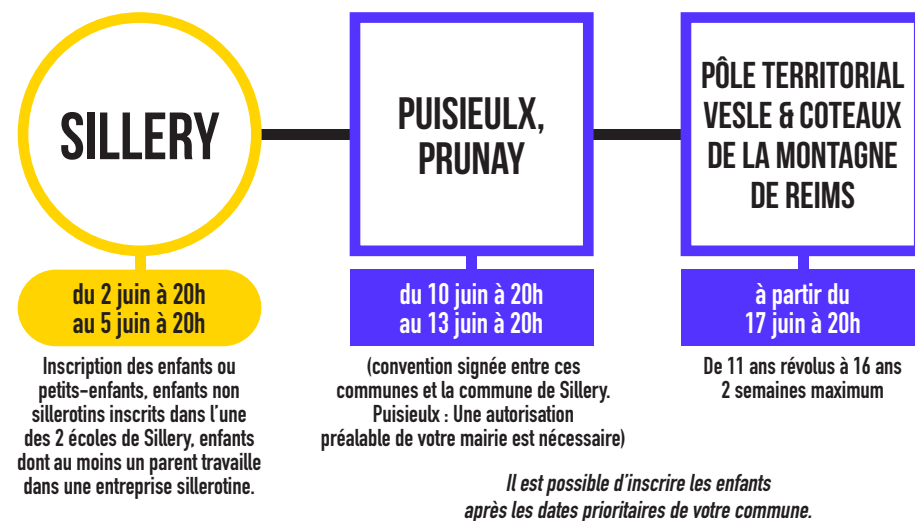 SILLERY
du 2 juin à 20h
au 5 juin à 20h
Inscription des enfants ou
petits-enfants, enfants non
sillerotins inscrits dans l'une
des 2 écoles de Sillery, enfants
dont au moins un parent travaille
dans une entreprise sillerotine.
PUISIEULX,
PRUNAY
du 10 juin à 20h
au 13 juin à 20h
(convention signée entre ces
communes et la commune de Sillery.
Puisieulx : Une autorisation
préalable de votre mairie est nécessaire)
PÔLE TERRITORIAL
VESLE & COTEAUX
DE LA MONTAGNE
DE REIMS
à partir du
17 juin à 20h
De 11 ans révolus à 16 ans
2 semaines maximum
Il est possible d'inscrire les enfants
après les dates prioritaires de votre commune.